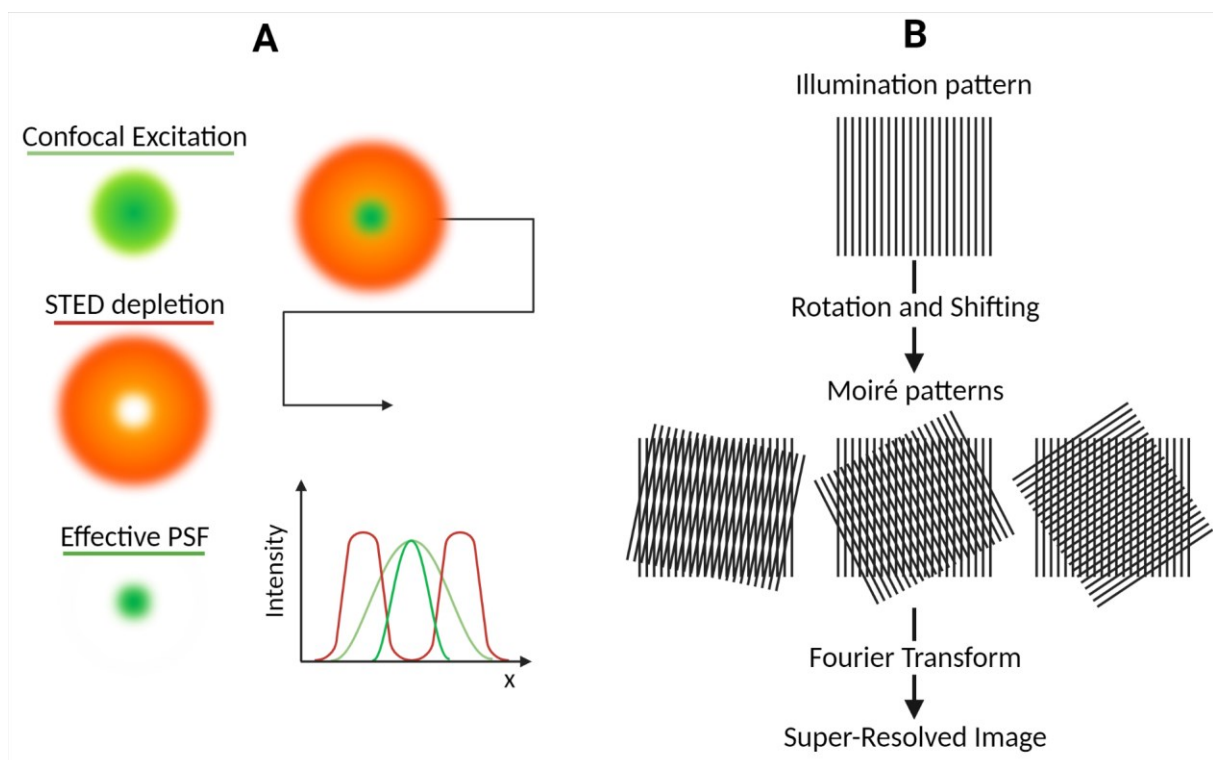 A
Confocal Excitation
STED depletion
Effective PSF
Intensity
x
B
Illumination pattern
Rotation and Shifting
Moiré patterns
Fourier Transform
Super-Resolved Image